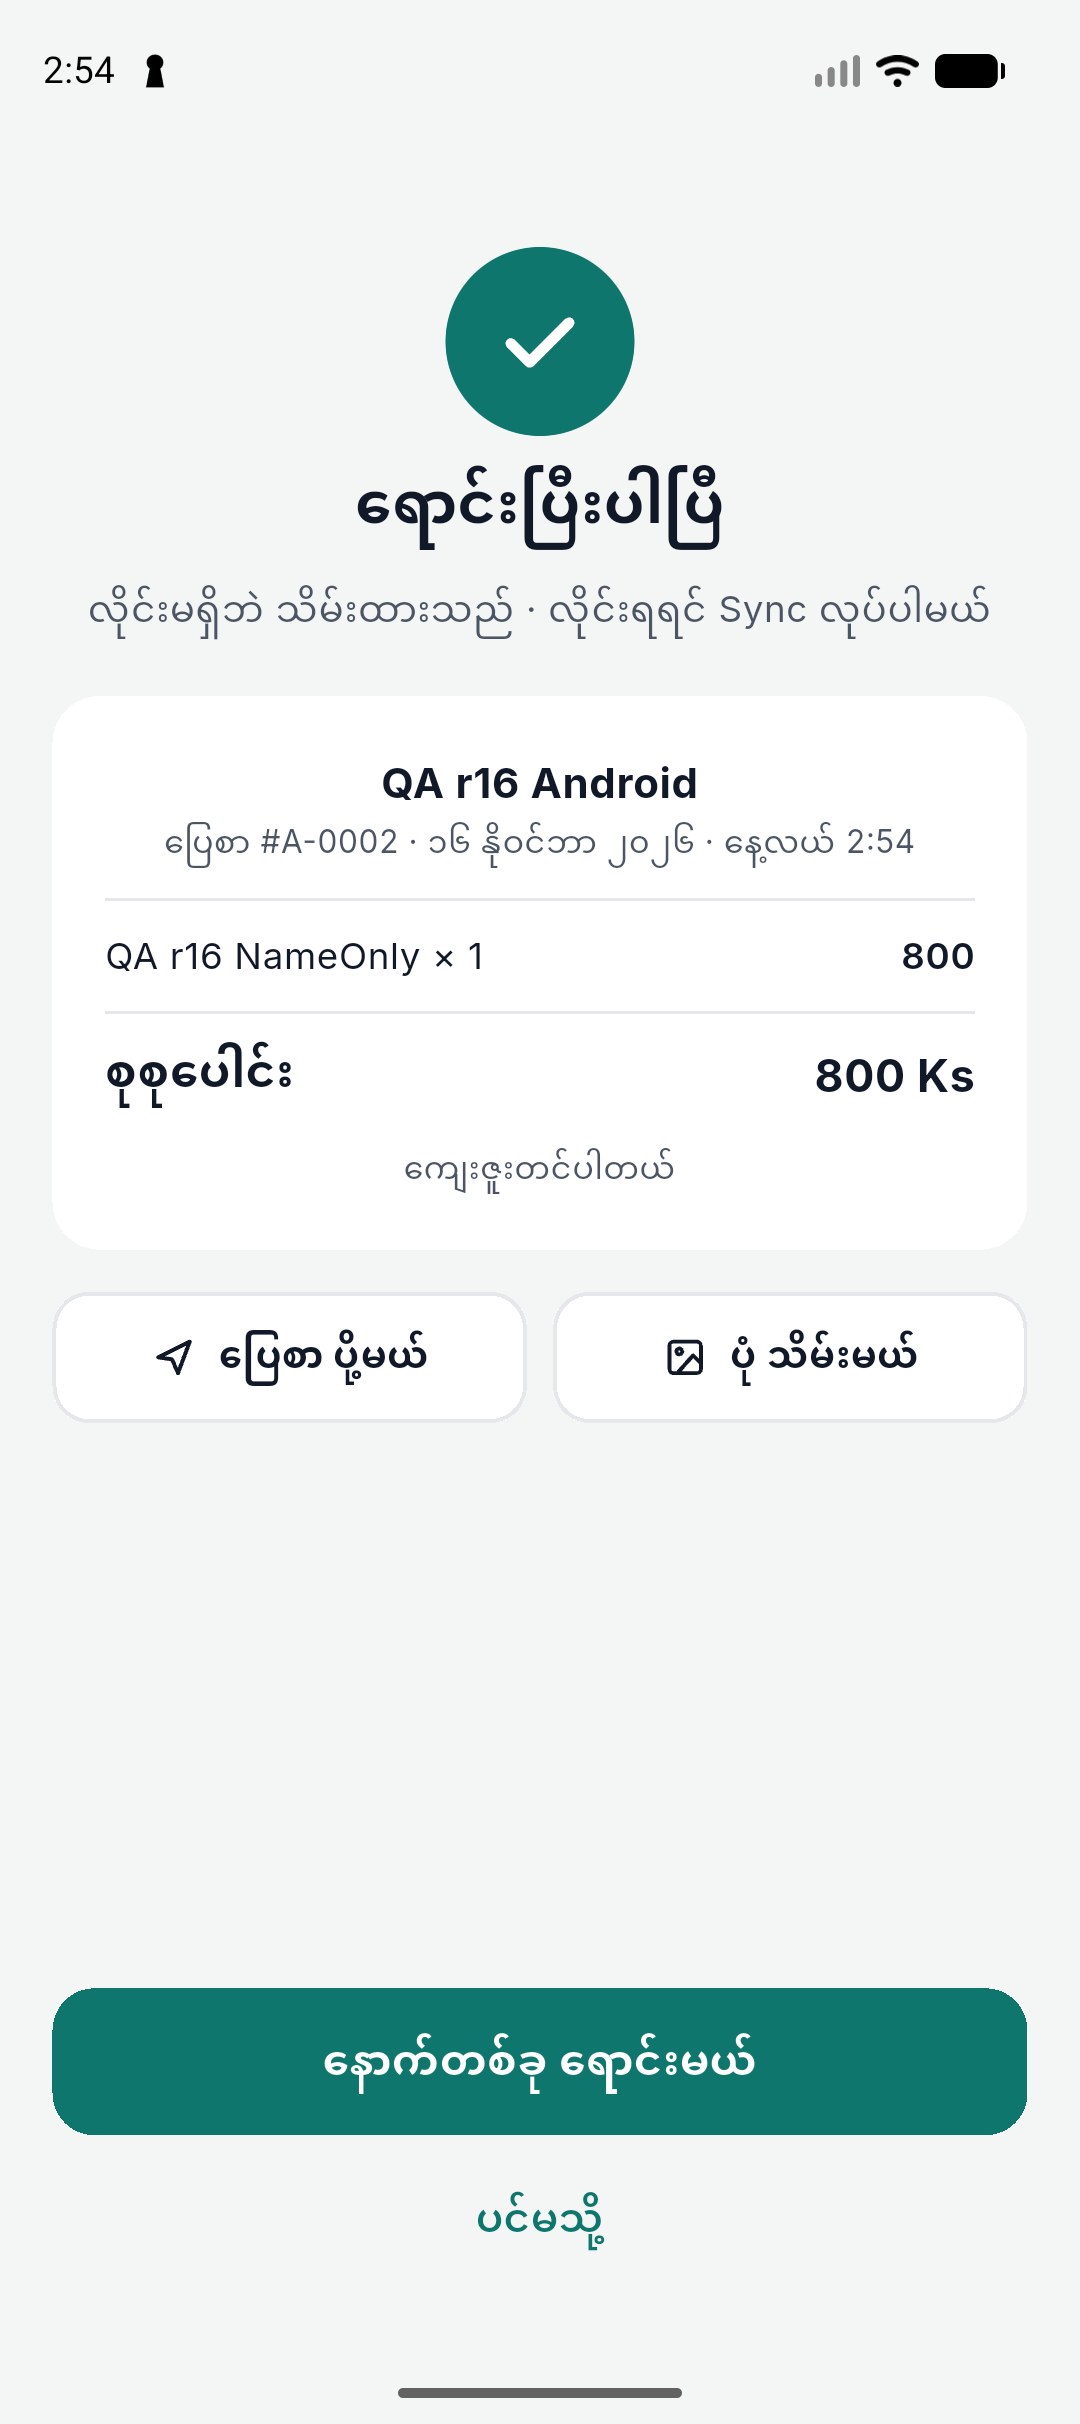 2:54
ရောင်းပြီးပါပြီ
လိုင်းမရှိဘဲ သိမ်းထားသည် · လိုင်းရရင် Sync လုပ်ပါမယ်
QA r16 Android
ပြေစာ #A-0002 · ၁၆ နိုဝင်ဘာ ၂၀၂၆ · နေ့လယ် 2:54
QA r16 NameOnly × 1 800
စုစုပေါင်း 800 Ks
ကျေးဇူးတင်ပါတယ်
ပြေစာ ပို့မယ် ပုံ သိမ်းမယ်
နောက်တစ်ခု ရောင်းမယ်
ပင်မသို့